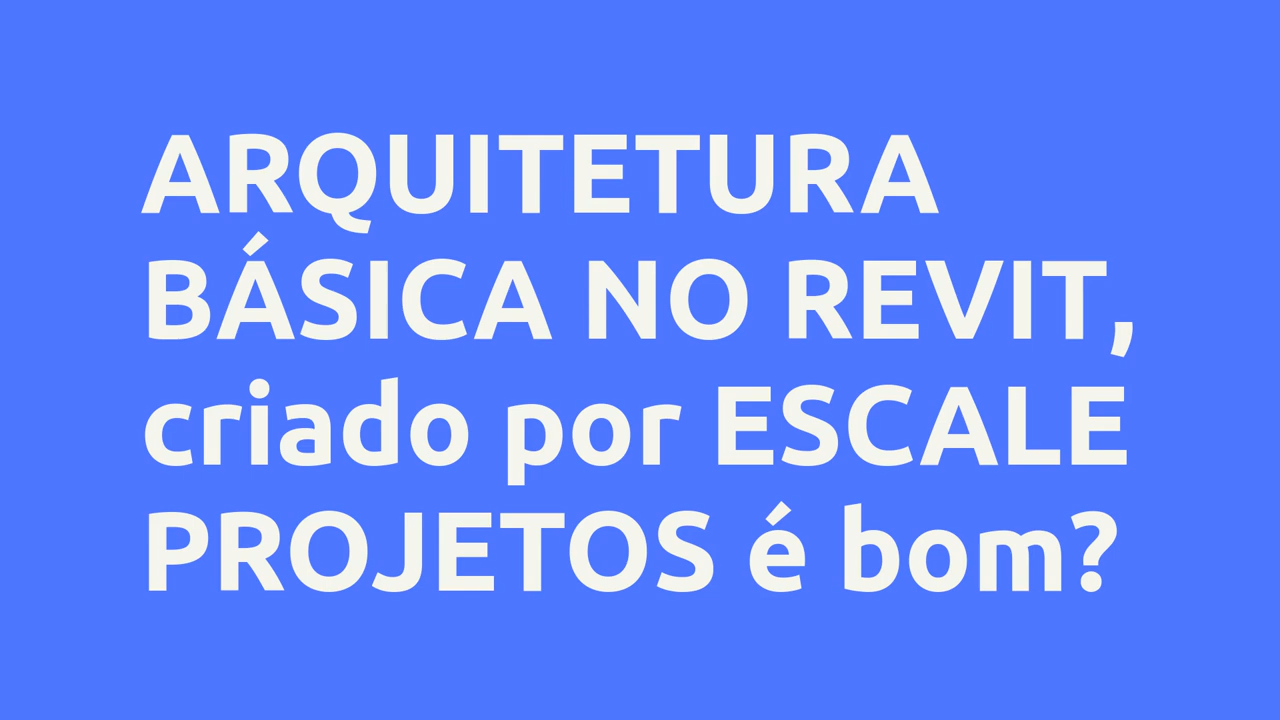 ARQUITETURA
BÁSICA NO REVIT,
criado por ESCALE
PROJETOS é bom?